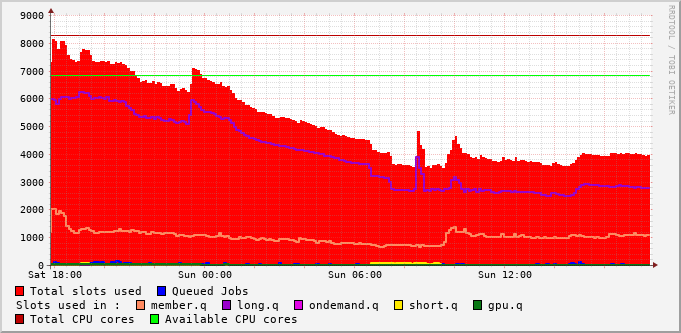 9000
8000
7000
6000
5000
4000
3000
2000
1000
0
Sat 18:00 Sun 00:00 Sun 06:00 Sun 12:00
RRDTOOL / TOBI OETIKER
Total slots used Queued Jobs
Slots used in : member.q long.q ondemand.q short.q gpu.q
Total CPU cores Available CPU cores